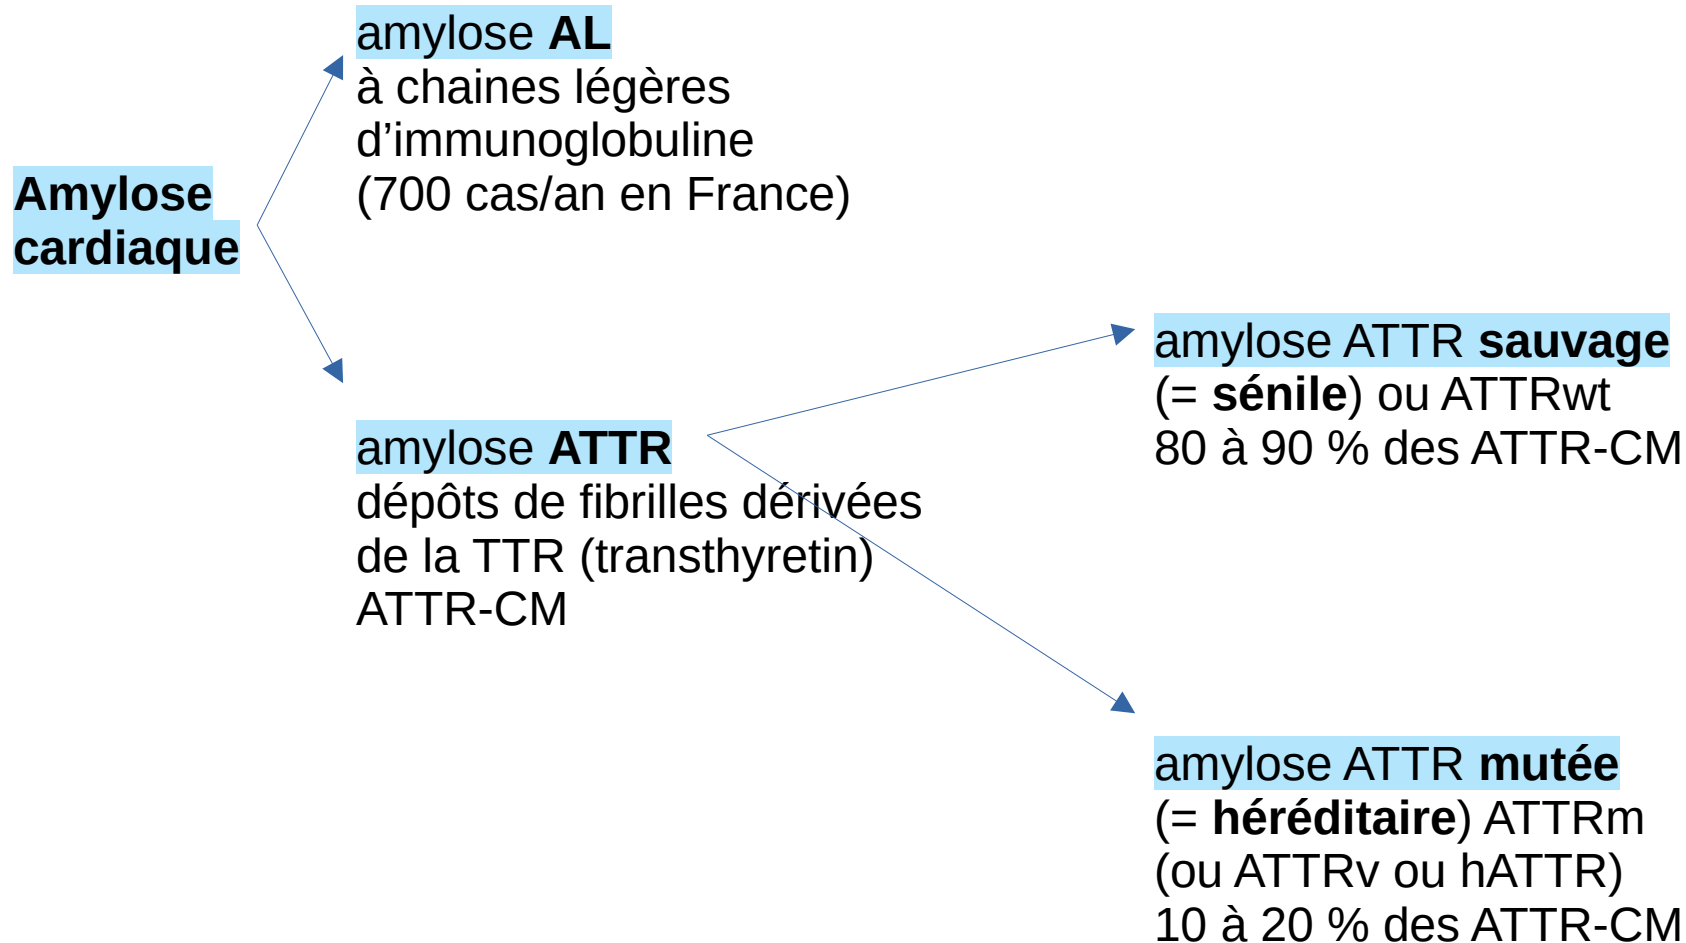 amylose AL
à chaines légères
d’immunoglobuline
(700 cas/an en France)
Amylose
cardiaque
amylose ATTR
dépôts de fibrilles dérivées
de la TTR (transthyretin)
ATTR-CM
amylose ATTR sauvage
(= sénile) ou ATTRwt
80 à 90 % des ATTR-CM
amylose ATTR mutée
(= héréditaire) ATTRm
(ou ATTRv ou hATTR)
10 à 20 % des ATTR-CM